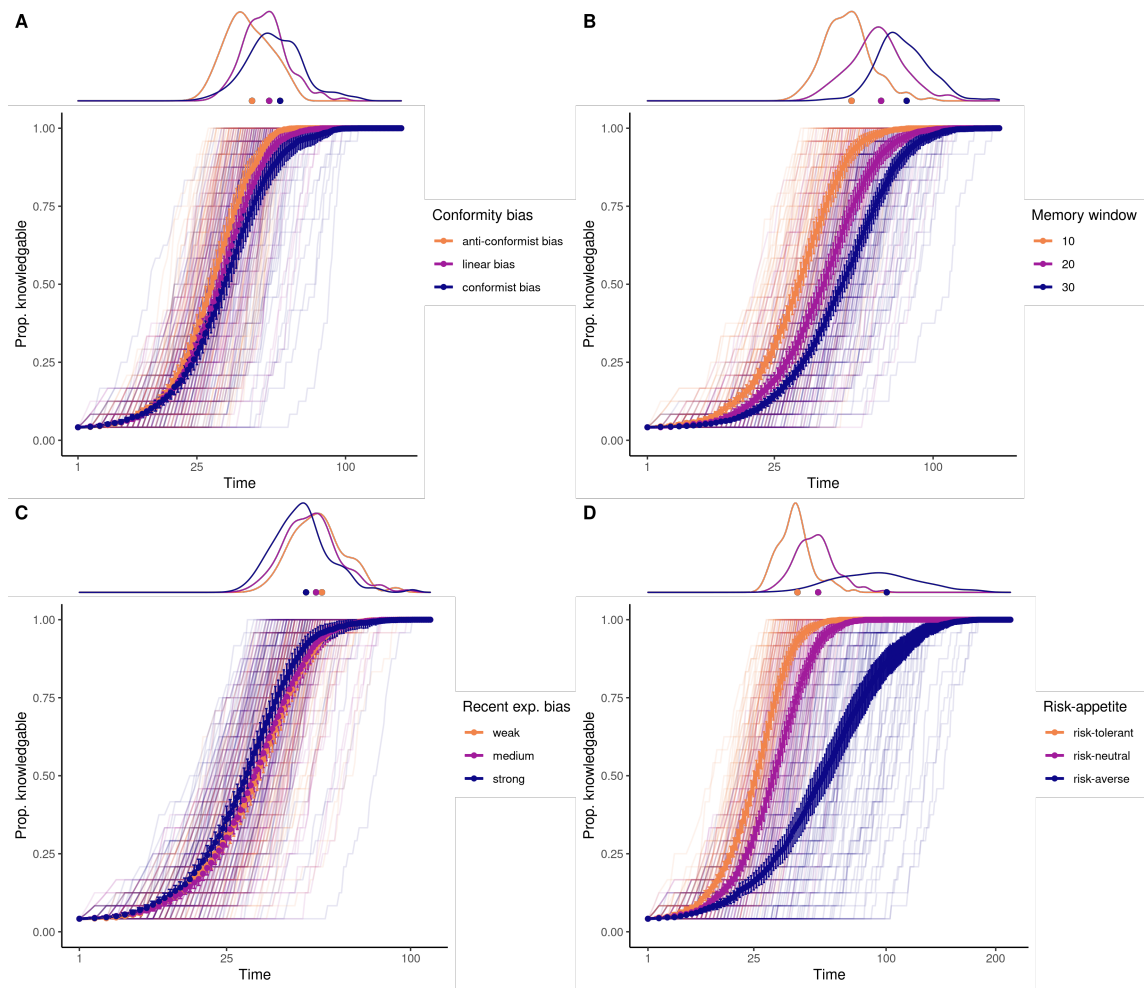 A
1.00
0.75
0.50
0.25
0.00
Prop. knowledgable
1
25
100
Time
Conformity bias
anti-conformist bias
linear bias
conformist bias
B
1.00
0.75
0.50
0.25
0.00
Prop. knowledgable
1
25
100
Time
Memory window
10
20
30
C
1.00
0.75
0.50
0.25
0.00
Prop. knowledgable
1
25
100
Time
Recent exp. bias
weak
medium
strong
D
1.00
0.75
0.50
0.25
0.00
Prop. knowledgable
1
25
100
200
Time
Risk-appetite
risk-tolerant
risk-neutral
risk-averse